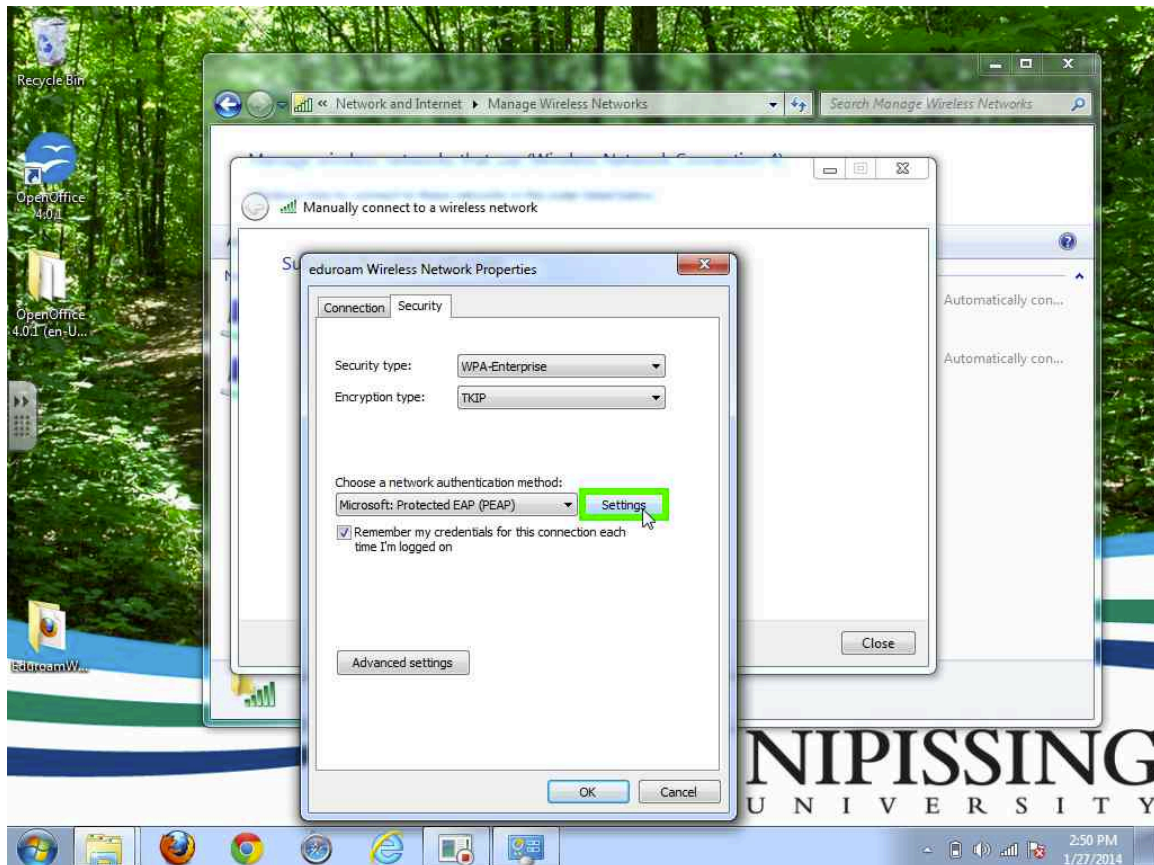 Recycle Bin
OpenOffice
4.0.1
OpenOffice
4.0.1 (en-U...
EduroamW...
« Network and Internet ▸ Manage Wireless Networks
Search Manage Wireless Networks
Manually connect to a wireless network
Su
Automatically con...
Automatically con...
eduroam Wireless Network Properties
Connection
Security
Security type:
WPA-Enterprise
Encryption type:
TKIP
Choose a network authentication method:
Microsoft: Protected EAP (PEAP)
Settings
Remember my credentials for this connection each
time I'm logged on
Advanced settings
OK
Cancel
Close
NIPISSING
UNIVERSITY
2:50 PM
1/27/2014